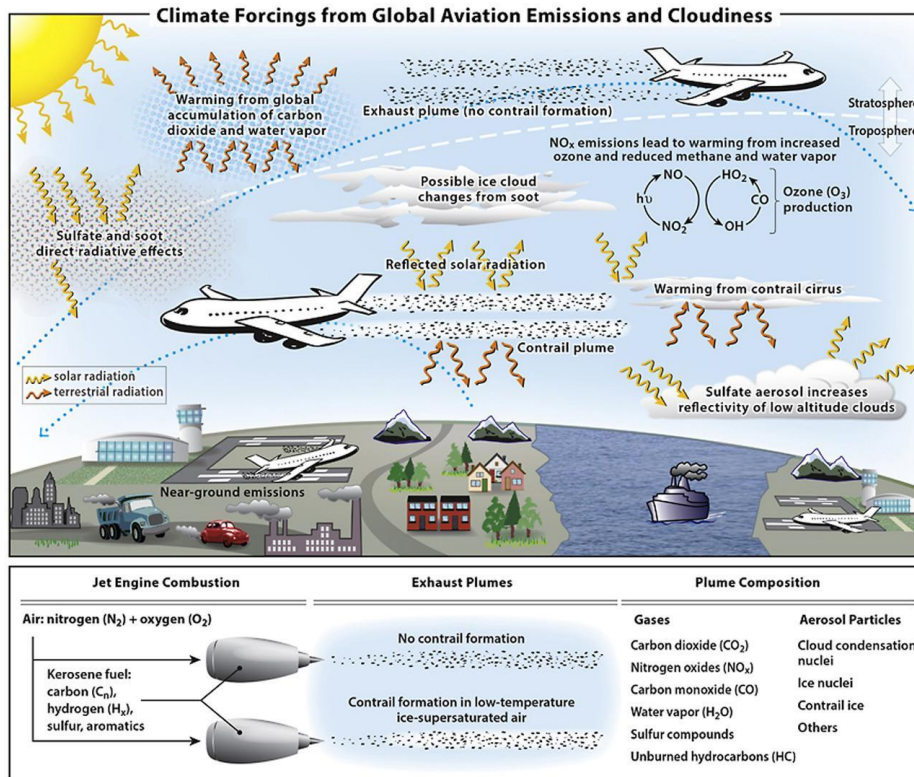 Climate Forcings from Global Aviation Emissions and Cloudiness
Warming from global
accumulation of carbon
dioxide and water vapor
Exhaust plume (no contrail formation)
Stratosphere
Troposphere
NOx emissions lead to warming from increased
ozone and reduced methane and water vapor
NO
HO2
hυ
CO
NO2
OH
Ozone (O3)
production
Possible ice cloud
changes from soot
Sulfate and soot
direct radiative effects
Reflected solar radiation
Warming from contrail cirrus
Contrail plume
solar radiation
terrestrial radiation
Sulfate aerosol increases
reflectivity of low altitude clouds
Near-ground emissions
Jet Engine Combustion
Exhaust Plumes
Plume Composition
Air: nitrogen (N2) + oxygen (O2)
Kerosene fuel:
carbon (Cn),
hydrogen (Hx),
sulfur, aromatics
No contrail formation
Contrail formation in low-temperature
ice-supersaturated air
Gases
Carbon dioxide (CO2)
Nitrogen oxides (NOx)
Carbon monoxide (CO)
Water vapor (H2O)
Sulfur compounds
Unburned hydrocarbons (HC)
Aerosol Particles
Cloud condensation
nuclei
Ice nuclei
Contrail ice
Others